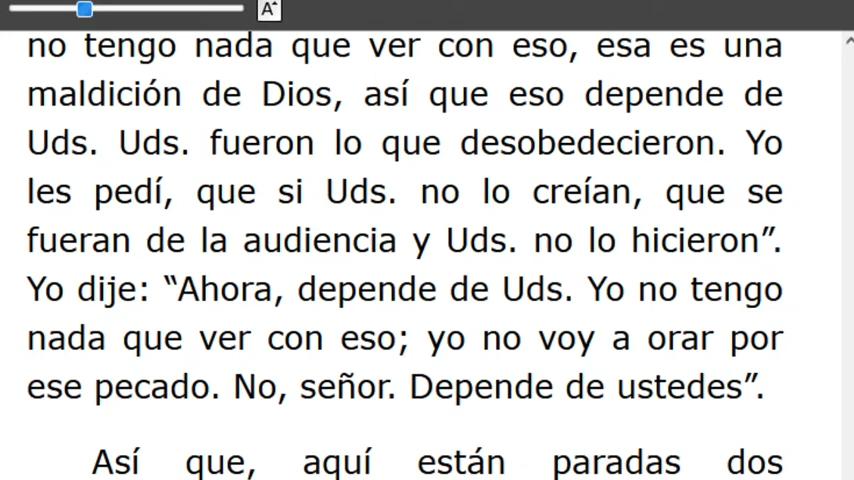 A
no tengo nada que ver con eso, esa es una
maldición de Dios, así que eso depende de
Uds. Uds. fueron lo que desobedecieron. Yo
les pedí, que si Uds. no lo creían, que se
fueran de la audiencia y Uds. no lo hicieron”.
Yo dije: “Ahora, depende de Uds. Yo no tengo
nada que ver con eso; yo no voy a orar por
ese pecado. No, señor. Depende de ustedes”.
Así que, aquí están paradas dos